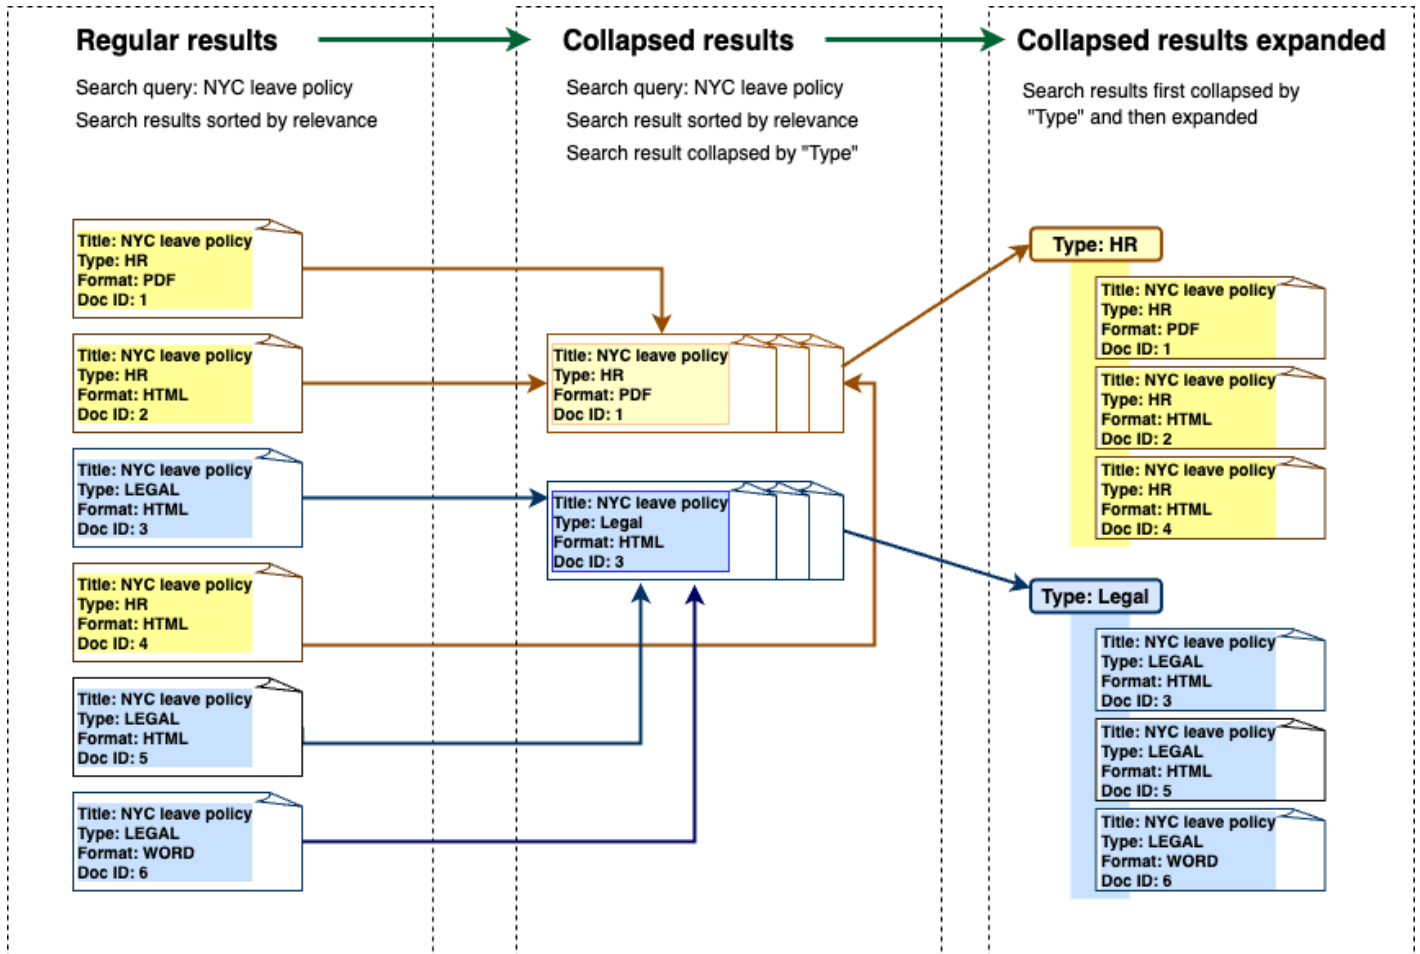 Regular results
Search query: NYC leave policy
Search results sorted by relevance
Title: NYC leave policy
Type: HR
Format: PDF
Doc ID: 1
Title: NYC leave policy
Type: HR
Format: HTML
Doc ID: 2
Title: NYC leave policy
Type: LEGAL
Format: HTML
Doc ID: 3
Title: NYC leave policy
Type: HR
Format: HTML
Doc ID: 4
Title: NYC leave policy
Type: LEGAL
Format: HTML
Doc ID: 5
Title: NYC leave policy
Type: LEGAL
Format: WORD
Doc ID: 6
Collapsed results
Search query: NYC leave policy
Search result sorted by relevance
Search result collapsed by "Type"
Title: NYC leave policy
Type: HR
Format: PDF
Doc ID: 1
Title: NYC leave policy
Type: Legal
Format: HTML
Doc ID: 3
Collapsed results expanded
Search results first collapsed by
"Type" and then expanded
Type: HR
Title: NYC leave policy
Type: HR
Format: PDF
Doc ID: 1
Title: NYC leave policy
Type: HR
Format: HTML
Doc ID: 2
Title: NYC leave policy
Type: HR
Format: HTML
Doc ID: 4
Type: Legal
Title: NYC leave policy
Type: LEGAL
Format: HTML
Doc ID: 3
Title: NYC leave policy
Type: LEGAL
Format: HTML
Doc ID: 5
Title: NYC leave policy
Type: LEGAL
Format: WORD
Doc ID: 6